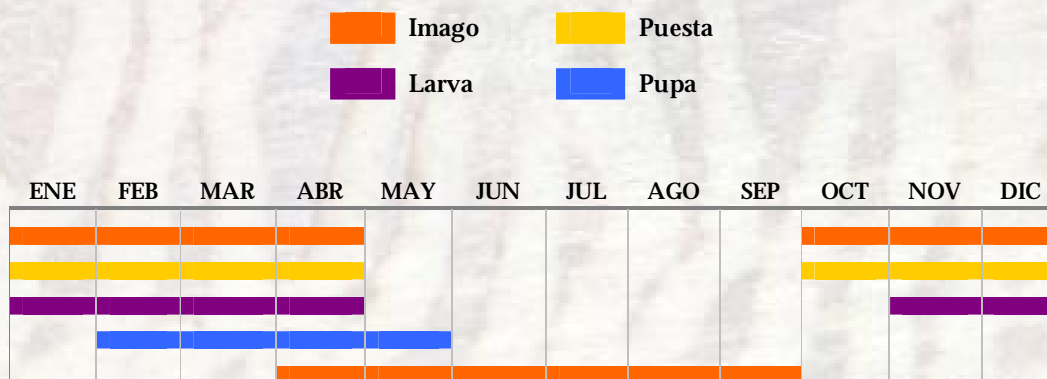 Imago Puesta
Larva Pupa
ENE FEB MAR ABR MAY JUN JUL AGO SEP OCT NOV DIC